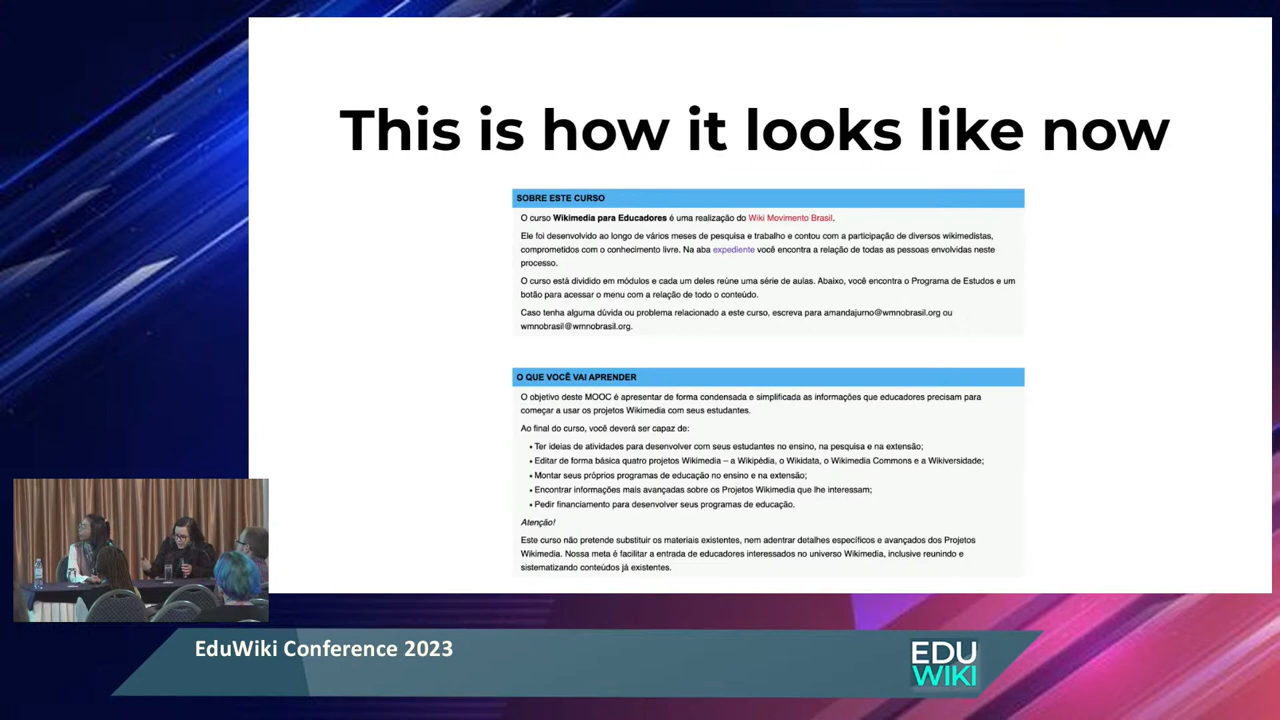 This is how it looks like now
SOBRE ESTE CURSO
O curso Wikimedia para Educadores é uma realização do Wiki Movimento Brasil.
Ele foi desenvolvido ao longo de vários meses de pesquisa e trabalho e contou com a participação de diversos wikimedistas,
comprometidos com o conhecimento livre. Na aba expediente você encontra a relação de todas as pessoas envolvidas neste
processo.
O curso está dividido em módulos e cada um deles reúne uma série de aulas. Abaixo, você encontra o Programa de Estudos e um
botão para acessar o menu com a relação de todo o conteúdo.
Caso tenha alguma dúvida ou problema relacionado a este curso, escreva para amandajurno@wmnobrasil.org ou
wmnobrasil@wmnobrasil.org.
O QUE VOCÊ VAI APRENDER
O objetivo deste MOOC é apresentar de forma condensada e simplificada as informações que educadores precisam para
começar a usar os projetos Wikimedia com seus estudantes.
Ao final do curso, você deverá ser capaz de:
• Ter ideias de atividades para desenvolver com seus estudantes no ensino, na pesquisa e na extensão;
• Editar de forma básica quatro projetos Wikimedia – a Wikipédia, o Wikidata, o Wikimedia Commons e a Wikiversidade;
• Montar seus próprios programas de educação no ensino e na extensão;
• Encontrar informações mais avançadas sobre os Projetos Wikimedia que lhe interessam;
• Pedir financiamento para desenvolver seus programas de educação.
Atenção!
Este curso não pretende substituir os materiais existentes, nem adentrar detalhes específicos e avançados dos Projetos
Wikimedia. Nossa meta é facilitar a entrada de educadores interessados no universo Wikimedia, inclusive reunindo e
sistematizando conteúdos já existentes.
EduWiki Conference 2023
EDU
WIKI